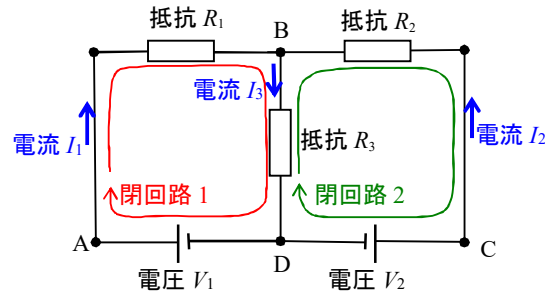 抵抗 R₁
B
抵抗 R₂
電流 I₃
電流 I₁
抵抗 R₃
電流 I₂
閉回路 1
閉回路 2
A
D
C
電圧 V₁
電圧 V₂